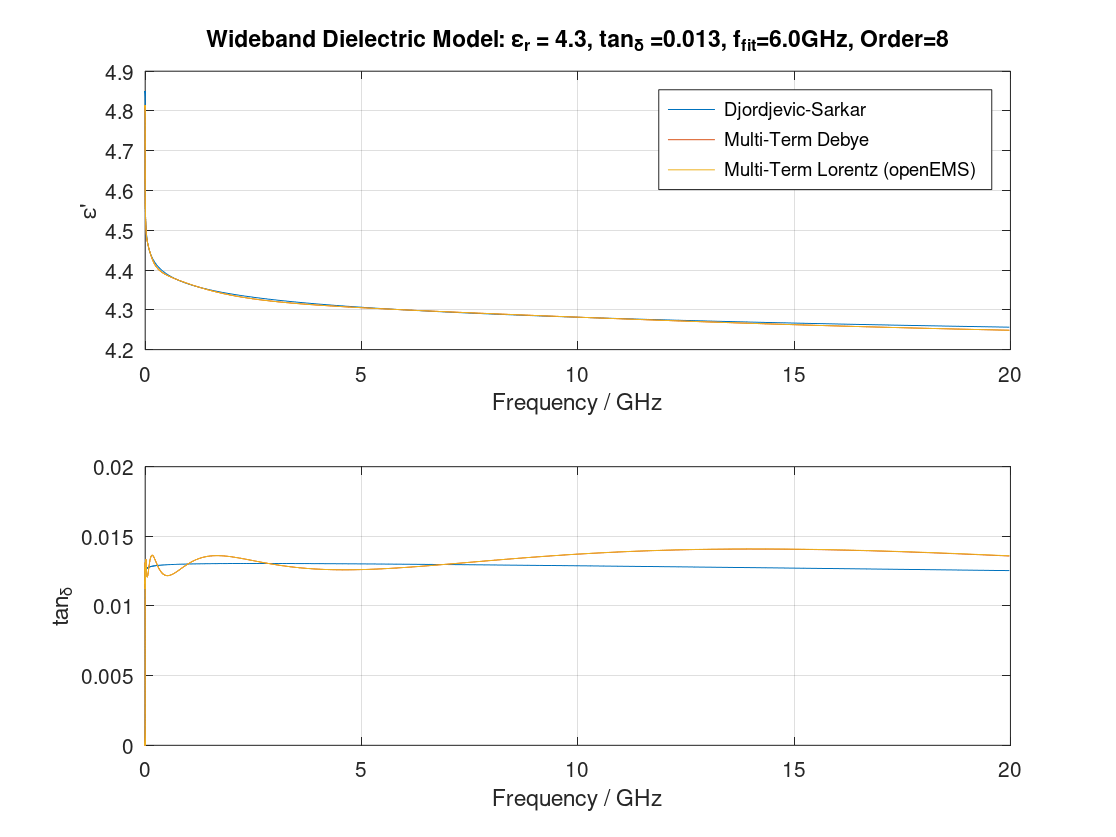 Wideband Dielectric Model: εr = 4.3, tanδ =0.013, ffit=6.0GHz, Order=8
4.9
4.8
4.7
4.6
4.5
4.4
4.3
4.2
ε'
Djordjevic-Sarkar
Multi-Term Debye
Multi-Term Lorentz (openEMS)
0 5 10 15 20
Frequency / GHz
0.02
0.015
0.01
0.005
0
tanδ
0 5 10 15 20
Frequency / GHz